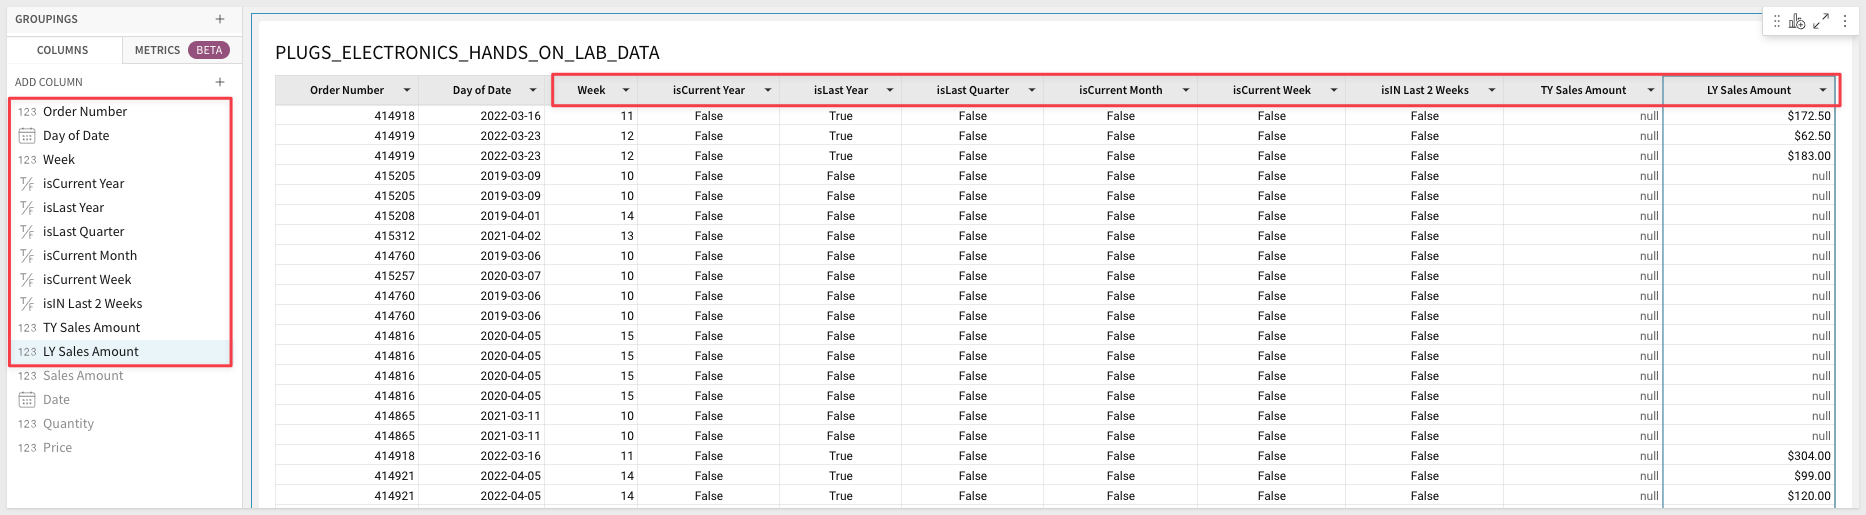 GROUPINGS
COLUMNS METRICS BETA
ADD COLUMN
123 Order Number
Day of Date
123 Week
T/F isCurrent Year
T/F isLast Year
T/F isLast Quarter
T/F isCurrent Month
T/F isCurrent Week
T/F isIN Last 2 Weeks
123 TY Sales Amount
123 LY Sales Amount
123 Sales Amount
Date
123 Quantity
123 Price
PLUGS_ELECTRONICS_HANDS_ON_LAB_DATA
Order Number Day of Date Week isCurrent Year isLast Year isLast Quarter isCurrent Month isCurrent Week isIN Last 2 Weeks TY Sales Amount LY Sales Amount
414918 2022-03-16 11 False True False False False False null $172.50
414919 2022-03-23 12 False True False False False False null $62.50
414919 2022-03-23 12 False True False False False False null $183.00
415205 2019-03-09 10 False False False False False False null null
415205 2019-03-09 10 False False False False False False null null
415208 2019-04-01 14 False False False False False False null null
415312 2021-04-02 13 False False False False False False null null
414760 2019-03-06 10 False False False False False False null null
415257 2020-03-07 10 False False False False False False null null
414760 2019-03-06 10 False False False False False False null null
414760 2019-03-06 10 False False False False False False null null
414816 2020-04-05 15 False False False False False False null null
414816 2020-04-05 15 False False False False False False null null
414816 2020-04-05 15 False False False False False False null null
414816 2020-04-05 15 False False False False False False null null
414865 2021-03-11 10 False False False False False False null null
414865 2021-03-11 10 False False False False False False null null
414918 2022-03-16 11 False True False False False False null $304.00
414921 2022-04-05 14 False True False False False False null $99.00
414921 2022-04-05 14 False True False False False False null $120.00